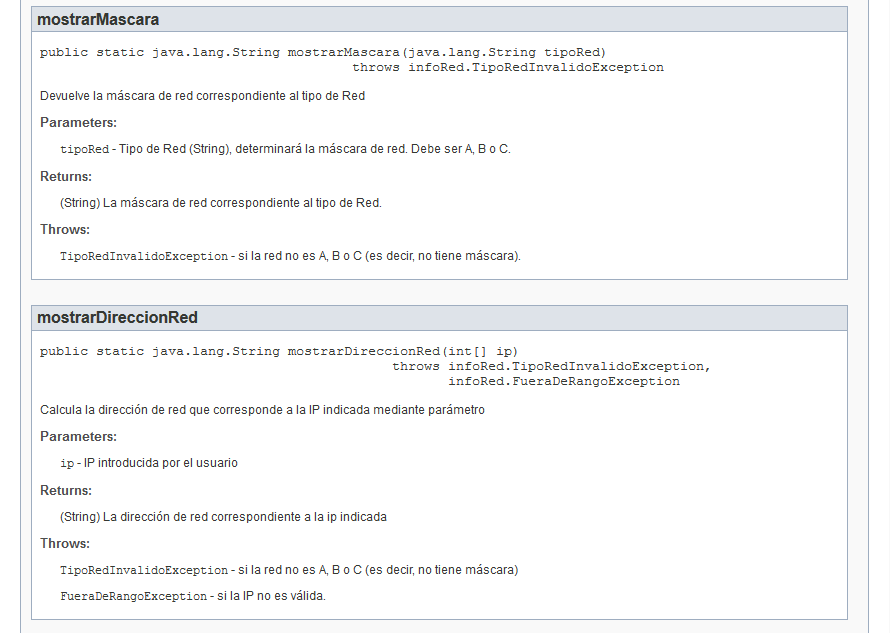 mostrarMascara
public static java.lang.String mostrarMascara(java.lang.String tipoRed)
throws infoRed.TipoRedInvalidoException
Devuelve la máscara de red correspondiente al tipo de Red
Parameters:
tipoRed - Tipo de Red (String), determinará la máscara de red. Debe ser A, B o C.
Returns:
(String) La máscara de red correspondiente al tipo de Red.
Throws:
TipoRedInvalidoException - si la red no es A, B o C (es decir, no tiene máscara).
mostrarDireccionRed
public static java.lang.String mostrarDireccionRed(int[] ip)
throws infoRed.TipoRedInvalidoException,
infoRed.FueraDeRangoException
Calcula la dirección de red que corresponde a la IP indicada mediante parámetro
Parameters:
ip - IP introducida por el usuario
Returns:
(String) La dirección de red correspondiente a la ip indicada
Throws:
TipoRedInvalidoException - si la red no es A, B o C (es decir, no tiene máscara)
FueraDeRangoException - si la IP no es válida.